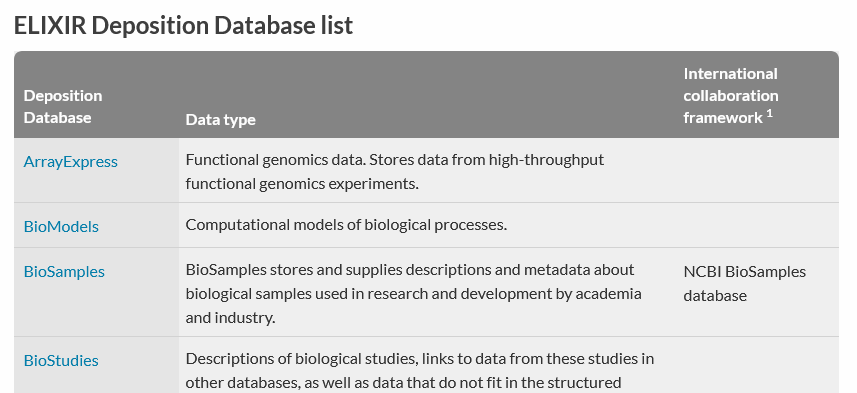 ELIXIR Deposition Database list
Deposition
Database
Data type
International
collaboration
framework 1
ArrayExpress
Functional genomics data. Stores data from high-throughput
functional genomics experiments.
BioModels
Computational models of biological processes.
BioSamples
BioSamples stores and supplies descriptions and metadata about
biological samples used in research and development by academia
and industry.
NCBI BioSamples
database
BioStudies
Descriptions of biological studies, links to data from these studies in
other databases, as well as data that do not fit in the structured